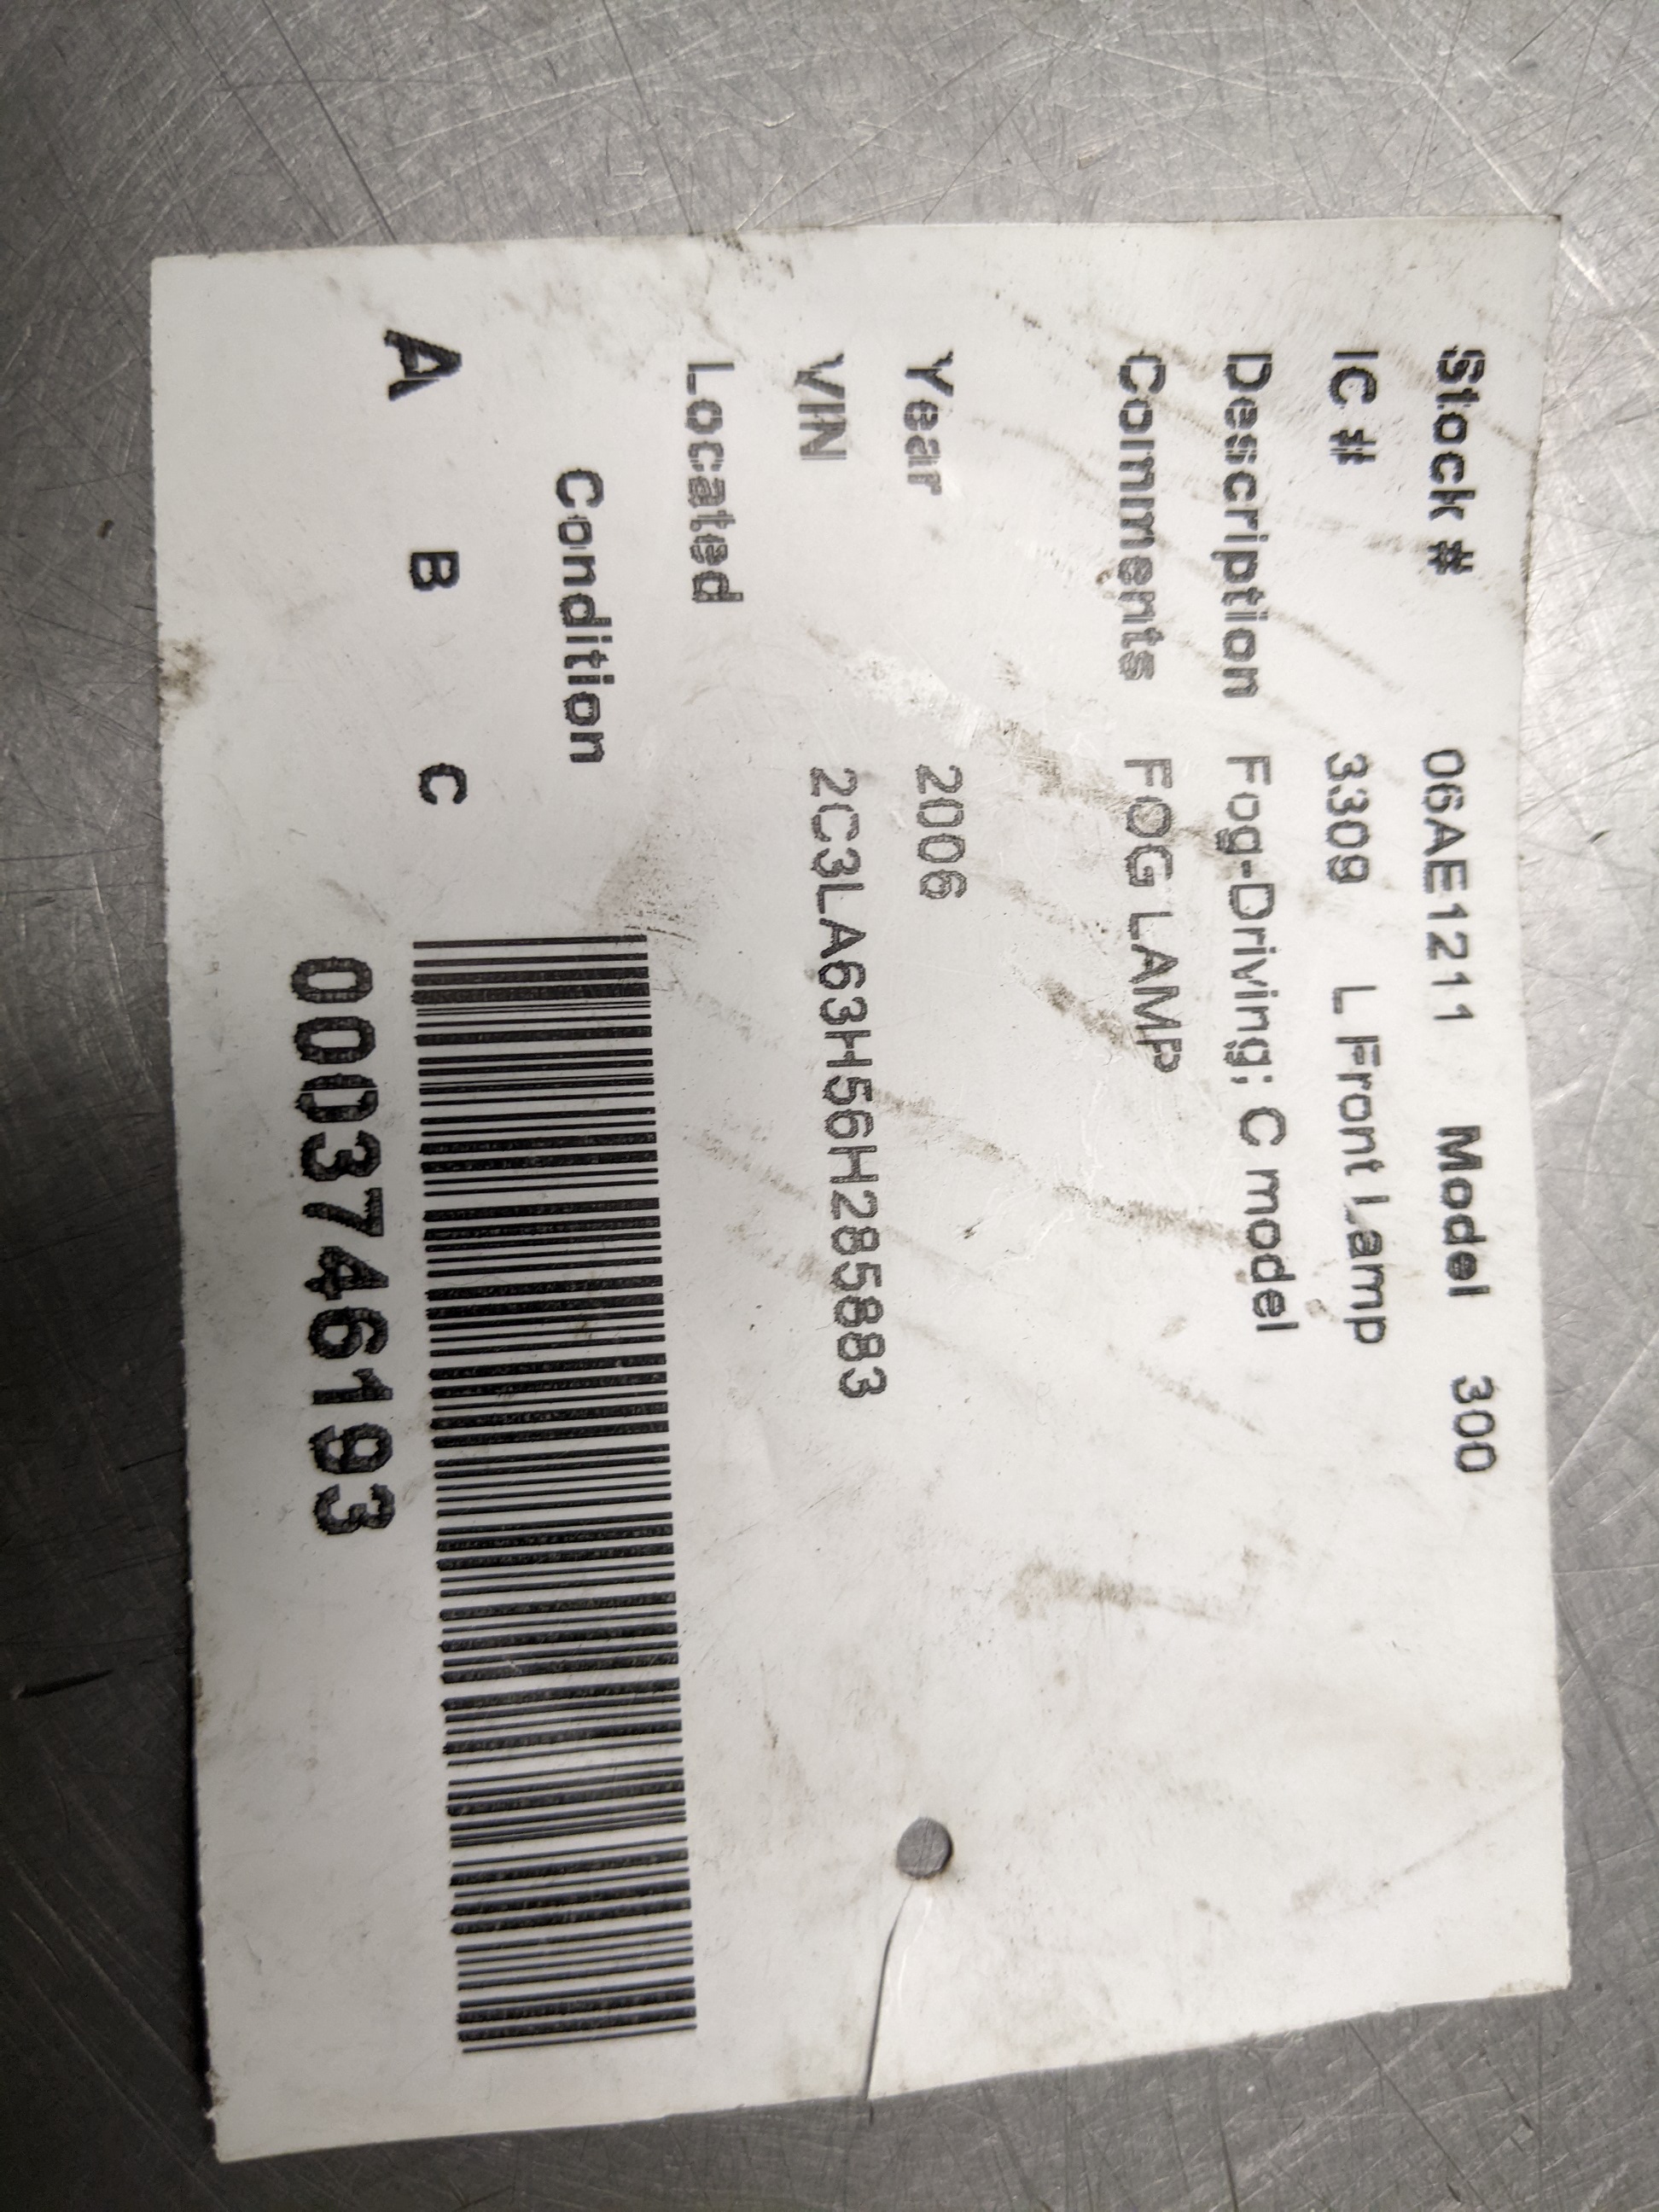 Stock # 06AE1211 Model 300
IC # 3309 L Front Lamp
Description Fog-Driving; C model
Comments FOG LAMP
Year 2006
VIN 2C3LA63H56H285883
Located
Condition
A B C
0003746193